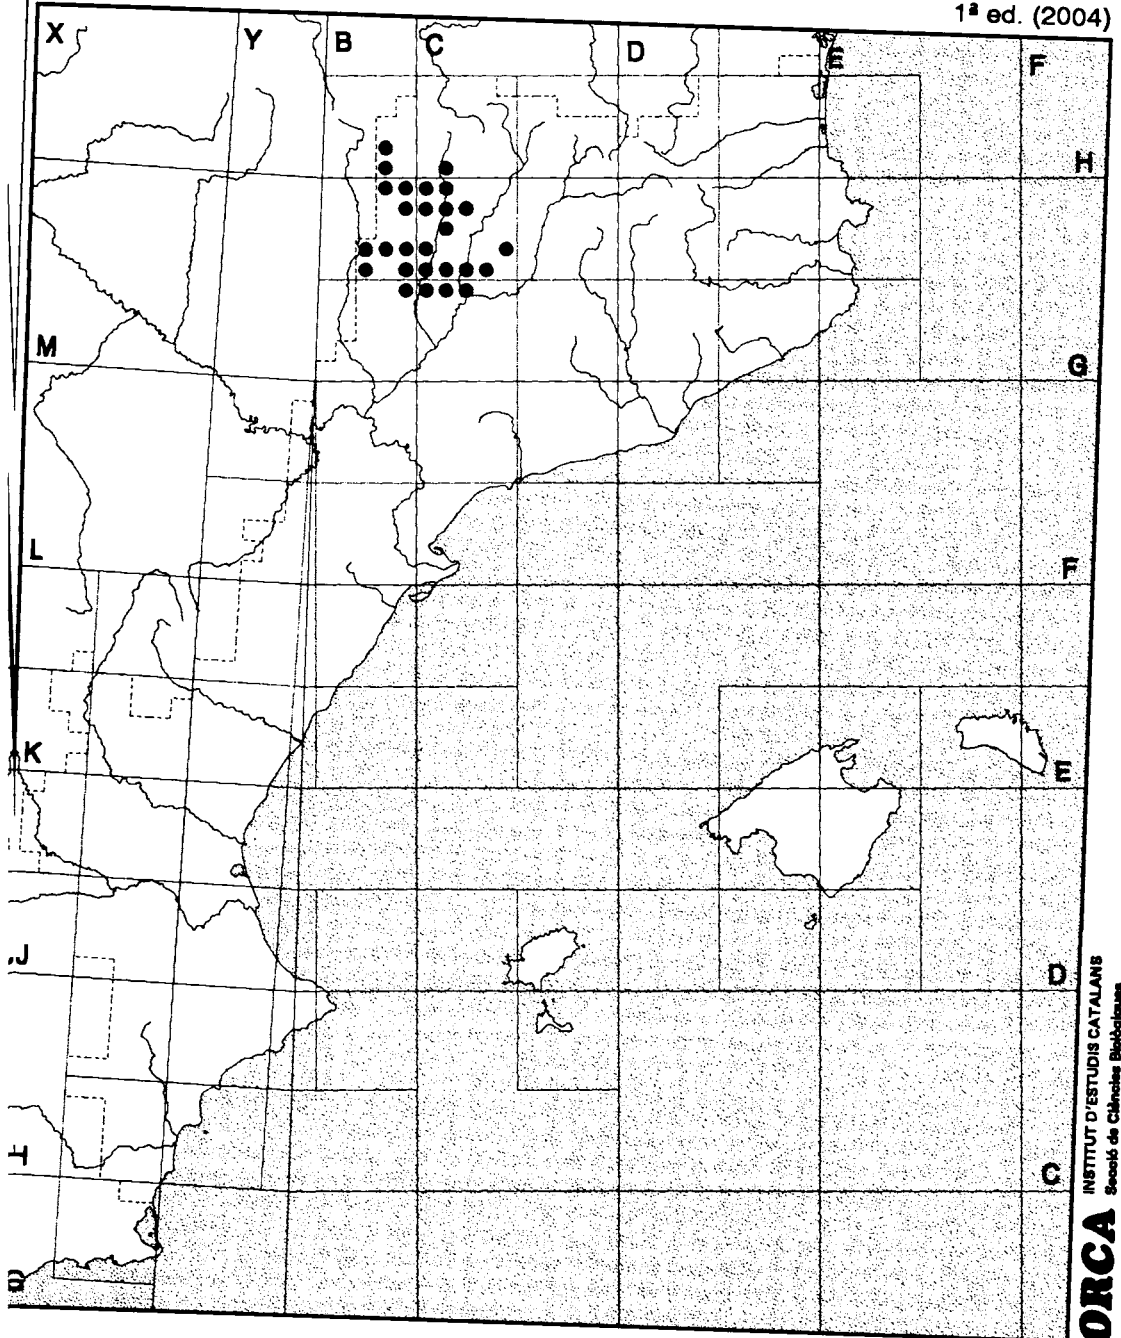 1ª ed. (2004)
X
Y
B
C
D
E
F
H
M
G
L
F
K
E
J
D
I
C
ORCA
INSTITUT D'ESTUDIS CATALANS
Secció de Ciències Biològiques